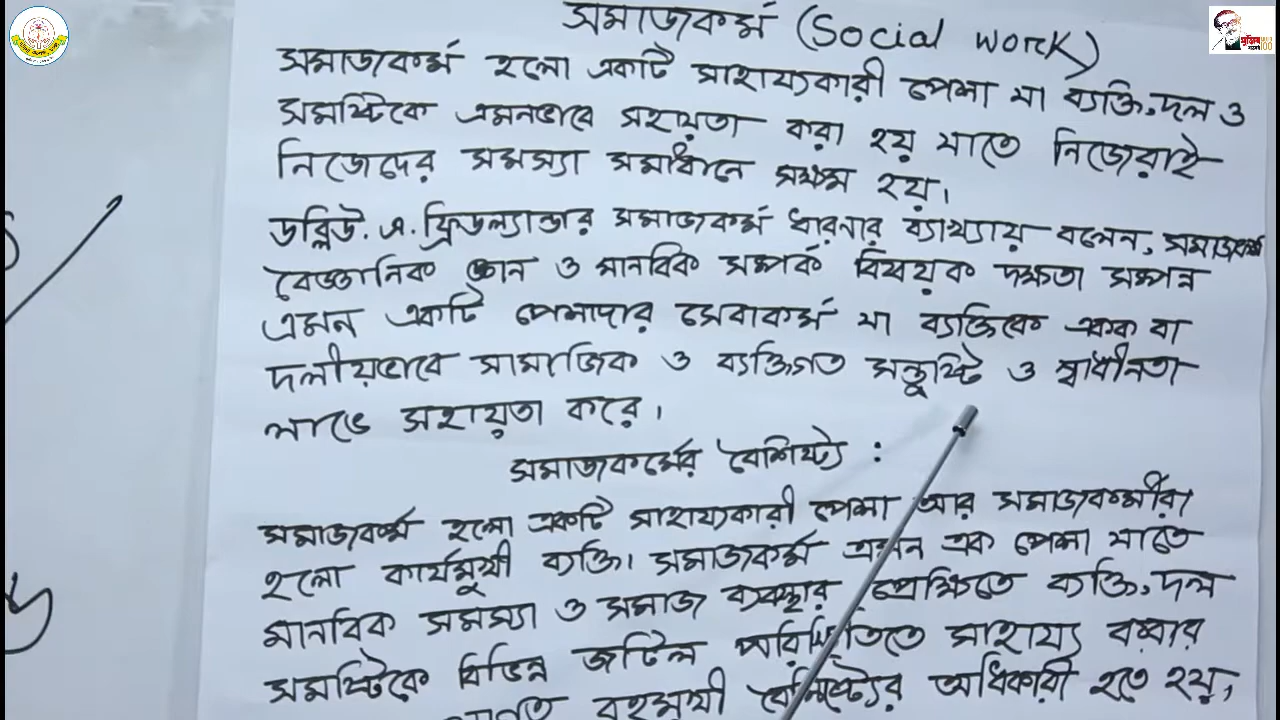 সমাজকর্ম (Social work)
সমাজকর্ম হলো একটি সাহায্যকারী পেশা যা ব্যক্তি, দল ও
সমষ্টিকে এমনভাবে সহায়তা করা হয় যাতে নিজেরাই
নিজেদের সমস্যা সমাধানে সক্ষম হয়।
ডব্লিউ. এ. ফ্রিডল্যান্ডার সমাজকর্ম ধারনার ব্যাখ্যায় বলেন, সমাজকর্ম
বৈজ্ঞানিক জ্ঞান ও মানবিক সম্পর্ক বিষয়ক দক্ষতা সম্পন্ন
এমন একটি পেশাদার সেবাকর্ম যা ব্যক্তিকে একক বা
দলীয়ভাবে সামাজিক ও ব্যক্তিগত সন্তুষ্টি ও স্বাধীনতা
লাভে সহায়তা করে।
সমাজকর্মের বৈশিষ্ট্য :
সমাজকর্ম হলো একটি সাহায্যকারী পেশা আর সমাজকর্মীরা
হলো কার্যমুখী ব্যক্তি। সমাজকর্ম এমন এক পেশা যাতে
মানবিক সমস্যা ও সমাজ ব্যবস্থার প্রেক্ষিতে ব্যক্তি, দল
সমষ্টিকে বিভিন্ন জটিল পরিস্থিতিতে সাহায্য করার
বহুমুখী বৈশিষ্ট্যের অধিকারী হতে হয়,